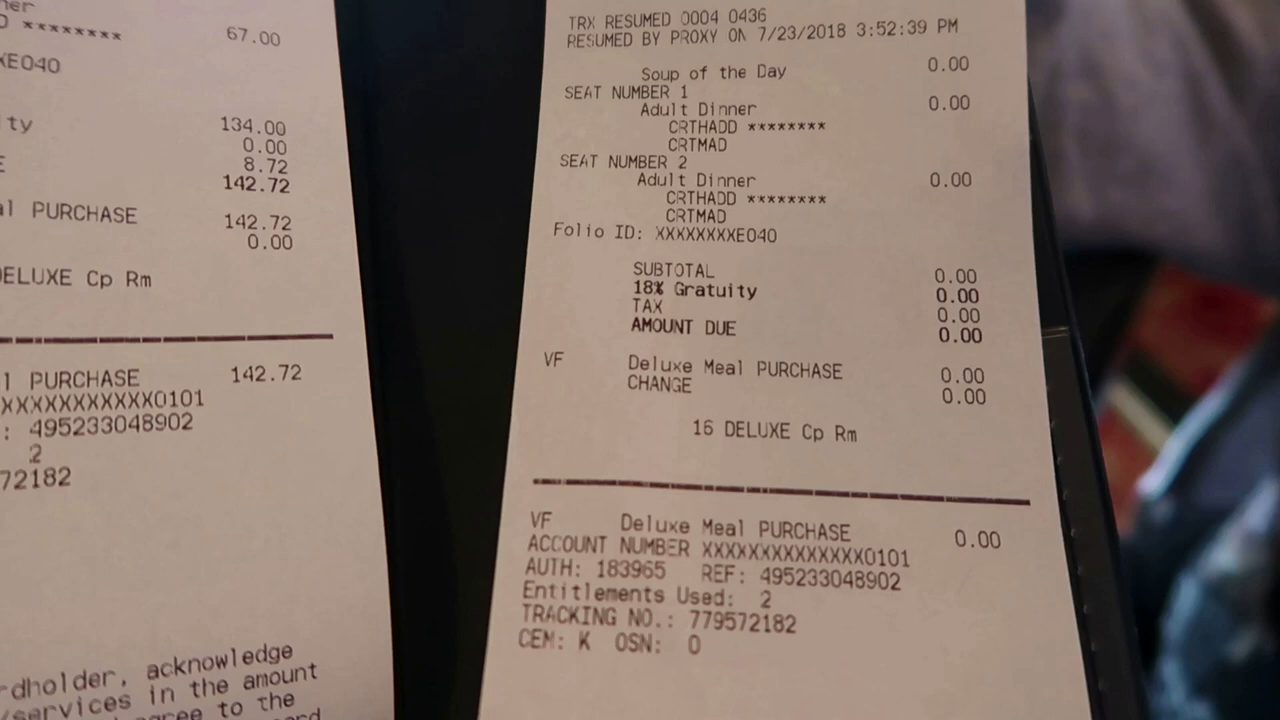 ner
******** 67.00
XE040
ty 134.00
0.00
E 8.72
142.72
al PURCHASE 142.72
0.00
DELUXE Cp Rm
l PURCHASE 142.72
XXXXXXXXXXXX0101
: 495233048902
2
72182
rdholder, acknowledge
/services in the amount
gree to the
TRX RESUMED 0004 0436
RESUMED BY PROXY ON 7/23/2018 3:52:39 PM
Soup of the Day 0.00
SEAT NUMBER 1
Adult Dinner 0.00
CRTHADD ********
CRTMAD
SEAT NUMBER 2
Adult Dinner 0.00
CRTHADD ********
CRTMAD
Folio ID: XXXXXXXXE040
SUBTOTAL 0.00
18% Gratuity 0.00
TAX 0.00
AMOUNT DUE 0.00
VF Deluxe Meal PURCHASE 0.00
CHANGE 0.00
16 DELUXE Cp Rm
VF Deluxe Meal PURCHASE 0.00
ACCOUNT NUMBER XXXXXXXXXXXXXX0101
AUTH: 183965 REF: 495233048902
Entitlements Used: 2
TRACKING NO.: 779572182
CEM: K OSN: 0